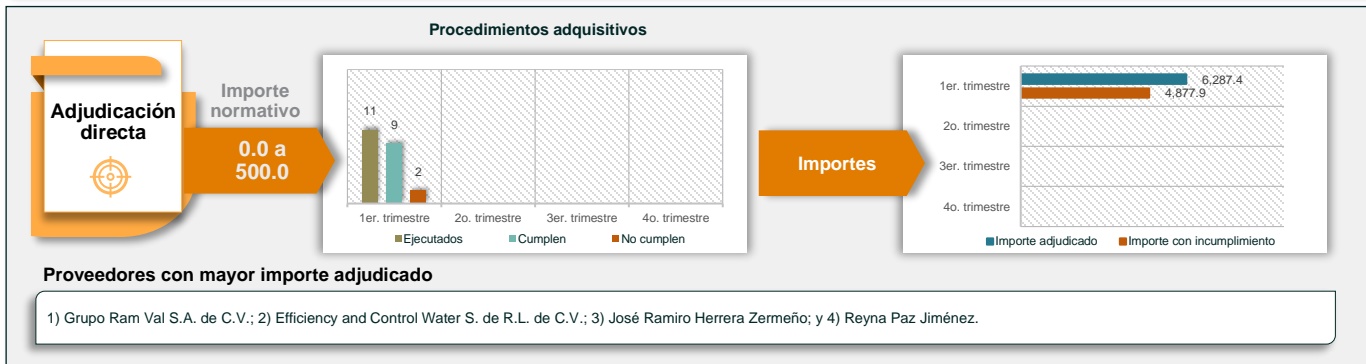 Procedimientos adquisitivos
Adjudicación
directa
Importe
normativo
0.0 a
500.0
11
9
2
1er. trimestre
2o. trimestre
3er. trimestre
4o. trimestre
Ejecutados
Cumplen
No cumplen
Importes
1er. trimestre
2o. trimestre
3er. trimestre
4o. trimestre
6,287.4
4,877.9
Importe adjudicado
Importe con incumplimiento
Proveedores con mayor importe adjudicado
1) Grupo Ram Val S.A. de C.V.; 2) Efficiency and Control Water S. de R.L. de C.V.; 3) José Ramiro Herrera Zermeño; y 4) Reyna Paz Jiménez.